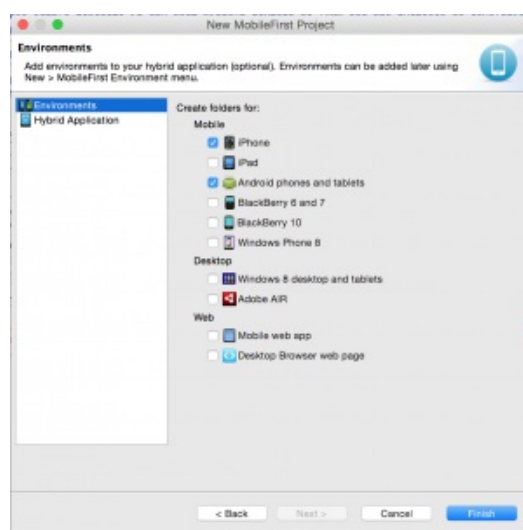 New MobileFirst Project
Environments
Add environments to your hybrid application (optional). Environments can be added later using
New > MobileFirst Environment menu.
Environments
Hybrid Application
Create folders for:
Mobile
iPhone
iPad
Android phones and tablets
BlackBerry 6 and 7
BlackBerry 10
Windows Phone 8
Desktop
Windows 8 desktop and tablets
Adobe AIR
Web
Mobile web app
Desktop Browser web page
< Back
Next >
Cancel
Finish